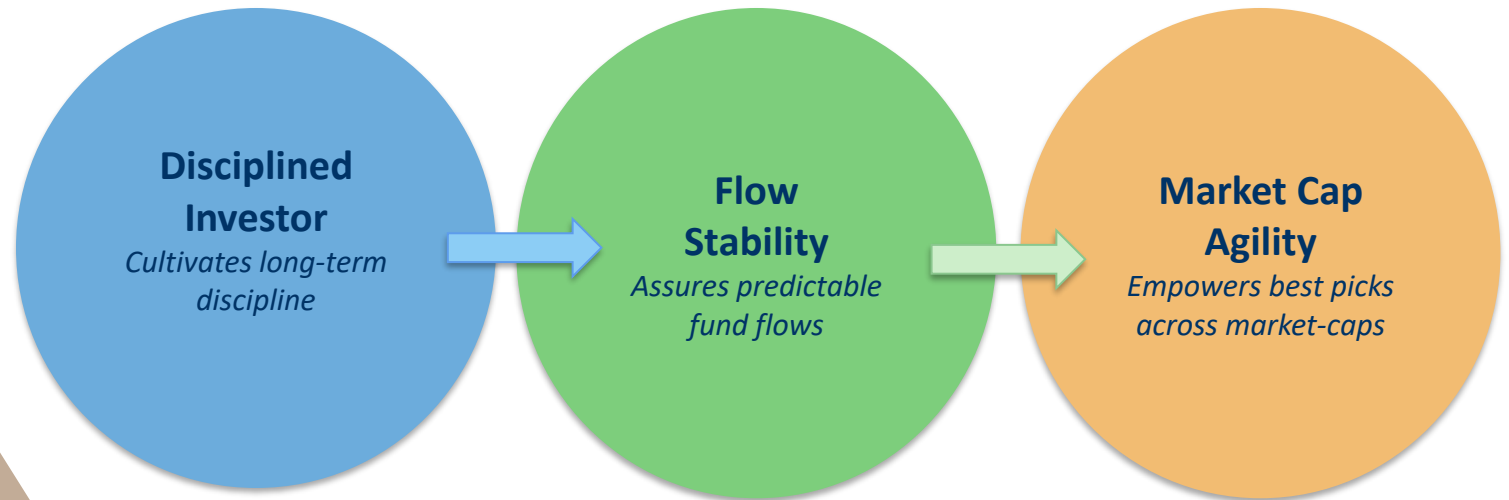 Disciplined
Investor
Cultivates long-term
discipline
Flow
Stability
Assures predictable
fund flows
Market Cap
Agility
Empowers best picks
across market-caps